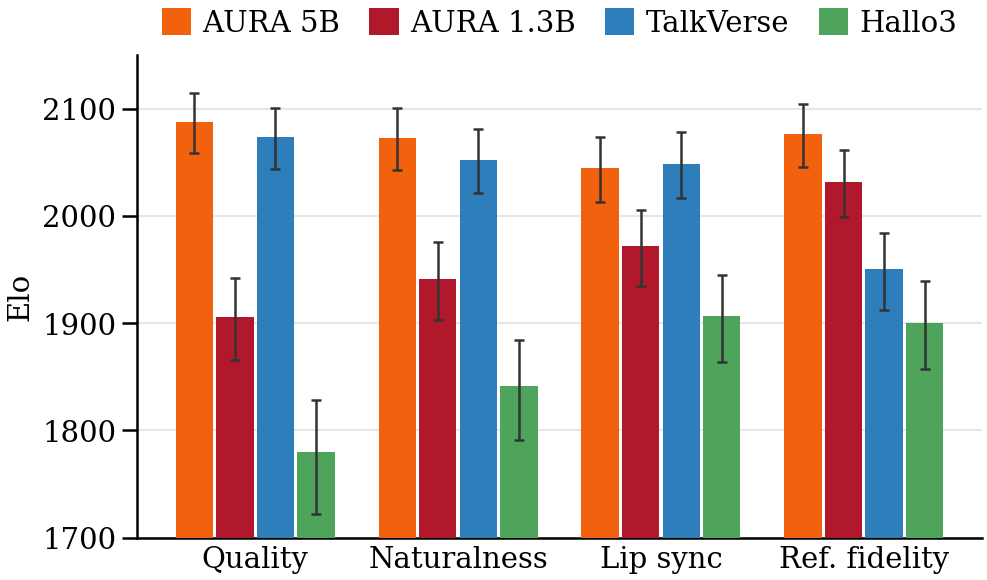 AURA 5B AURA 1.3B TalkVerse Hallo3
Elo
2100
2000
1900
1800
1700
Quality Naturalness Lip sync Ref. fidelity